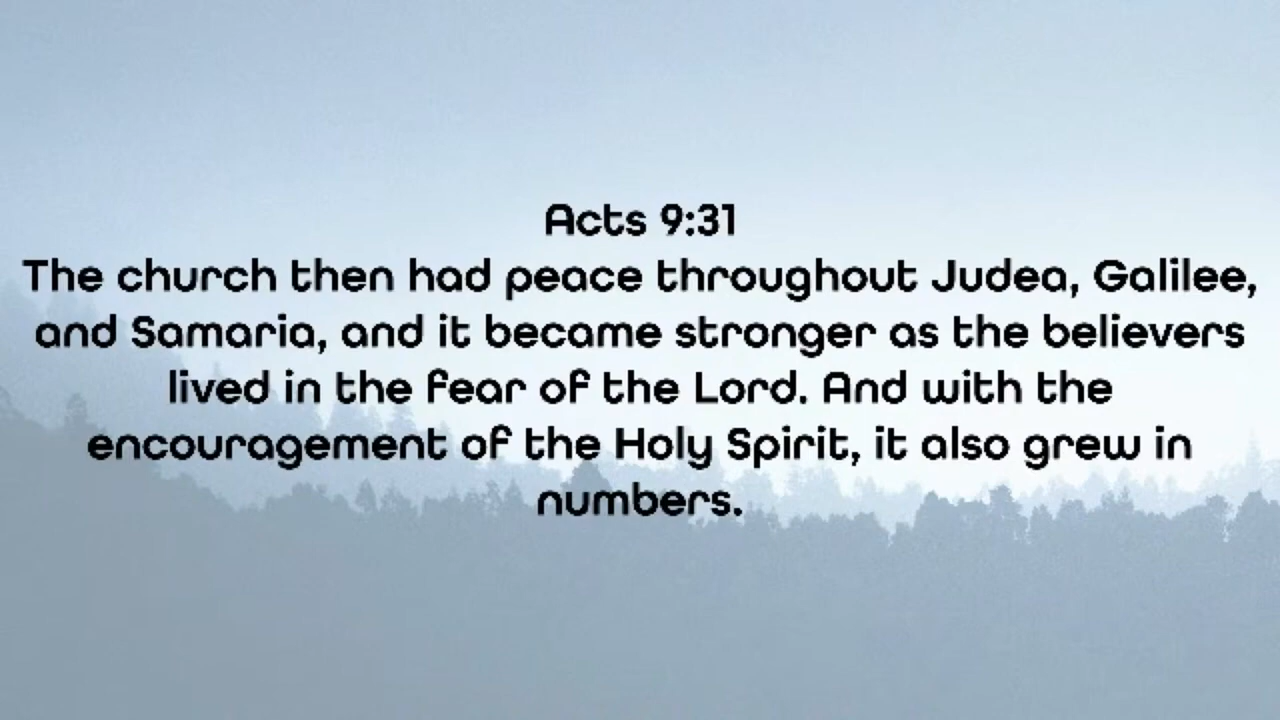 Acts 9:31
The church then had peace throughout Judea, Galilee,
and Samaria, and it became stronger as the believers
lived in the fear of the Lord. And with the
encouragement of the Holy Spirit, it also grew in
numbers.